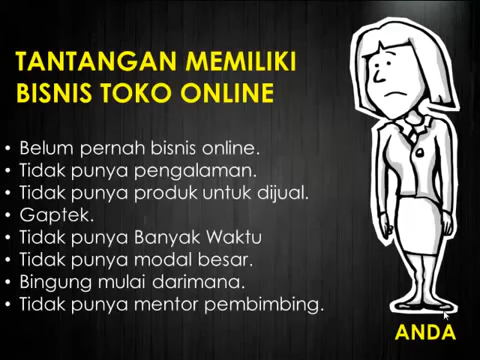 TANTANGAN MEMILIKI
BISNIS TOKO ONLINE
• Belum pernah bisnis online.
• Tidak punya pengalaman.
• Tidak punya produk untuk dijual.
• Gaptek.
• Tidak punya Banyak Waktu
• Tidak punya modal besar.
• Bingung mulai darimana.
• Tidak punya mentor pembimbing.
ANDA